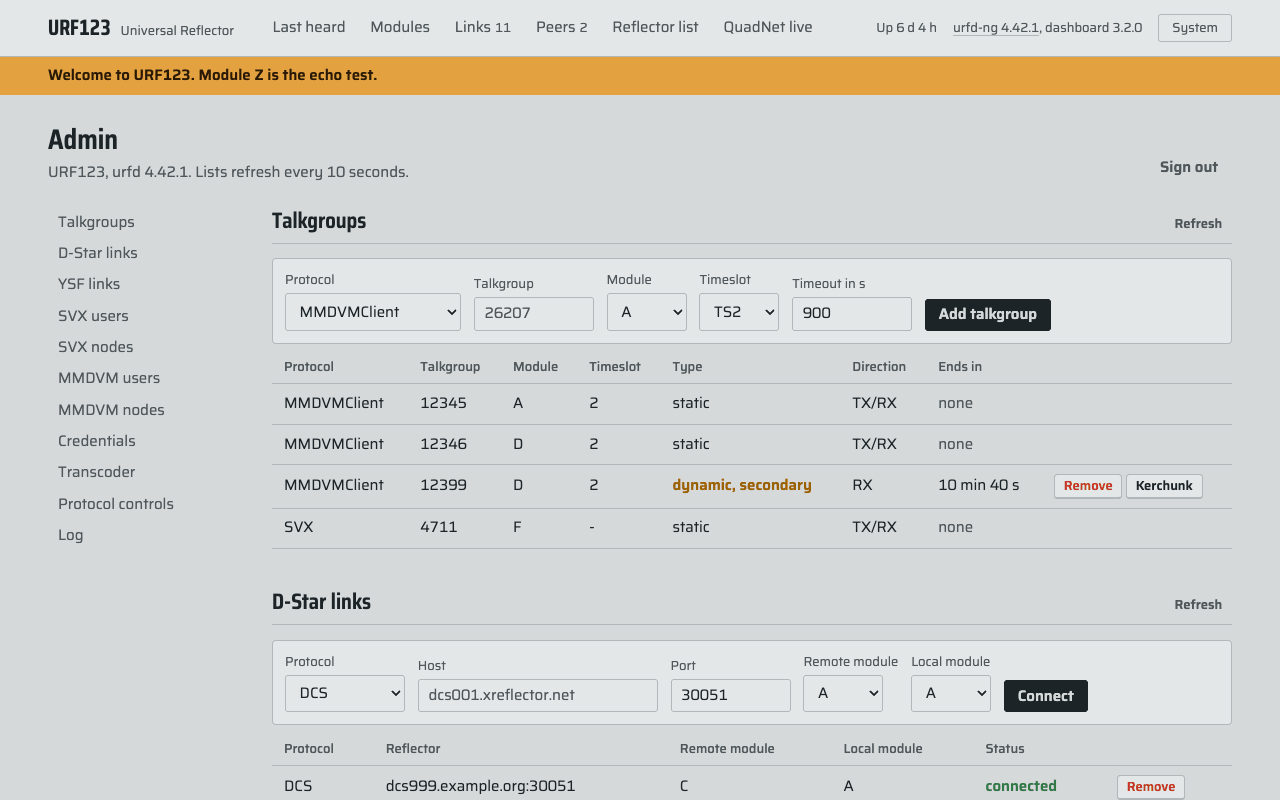 URF123 Universal Reflector Last heard Modules Links 11 Peers 2 Reflector list QuadNet live Up 6 d 4 h urfd-ng 4.42.1, dashboard 3.2.0 System
Welcome to URF123. Module Z is the echo test.
Admin
URF123, urfd 4.42.1. Lists refresh every 10 seconds.
Sign out
Talkgroups
D-Star links
YSF links
SVX users
SVX nodes
MMDVM users
MMDVM nodes
Credentials
Transcoder
Protocol controls
Log
Talkgroups Refresh
Protocol Talkgroup Module Timeslot Timeout in s
MMDVMClient 26207 A TS2 900 Add talkgroup
Protocol Talkgroup Module Timeslot Type Direction Ends in
MMDVMClient 12345 A 2 static TX/RX none
MMDVMClient 12346 D 2 static TX/RX none
MMDVMClient 12399 D 2 dynamic, secondary RX 10 min 40 s Remove Kerchunk
SVX 4711 F - static TX/RX none
D-Star links Refresh
Protocol Host Port Remote module Local module
DCS dcs001.xreflector.net 30051 A A Connect
Protocol Reflector Remote module Local module Status
DCS dcs999.example.org:30051 C A connected Remove